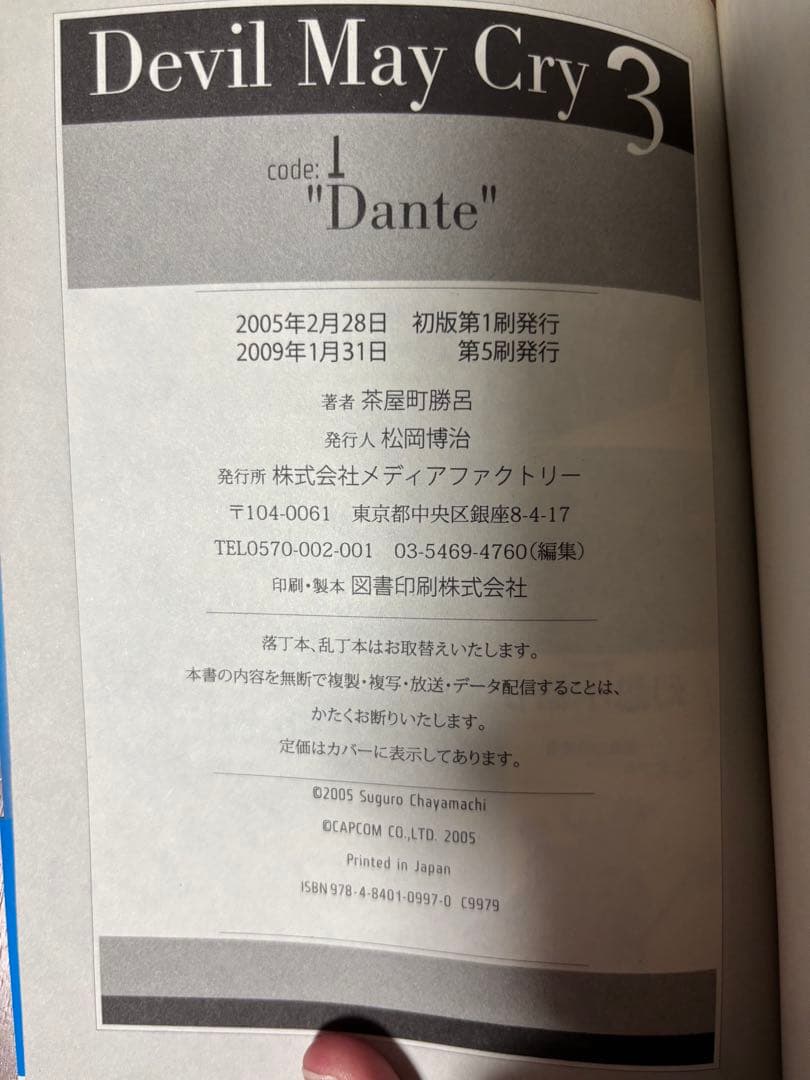 Devil May Cry 3
code: 1
"Dante"
2005年2月28日　初版第1刷発行
2009年1月31日　第5刷発行
著者 茶屋町勝呂
発行人 松岡博治
発行所 株式会社メディアファクトリー
〒104-0061　東京都中央区銀座8-4-17
TEL0570-002-001　03-5469-4760(編集)
印刷・製本 図書印刷株式会社
落丁本、乱丁本はお取替えいたします。
本書の内容を無断で複製・複写・放送・データ配信することは、
かたくお断りいたします。
定価はカバーに表示してあります。
©2005 Suguro Chayamachi
©CAPCOM CO.,LTD. 2005
Printed in Japan
ISBN978-4-8401-0997-0 C9979